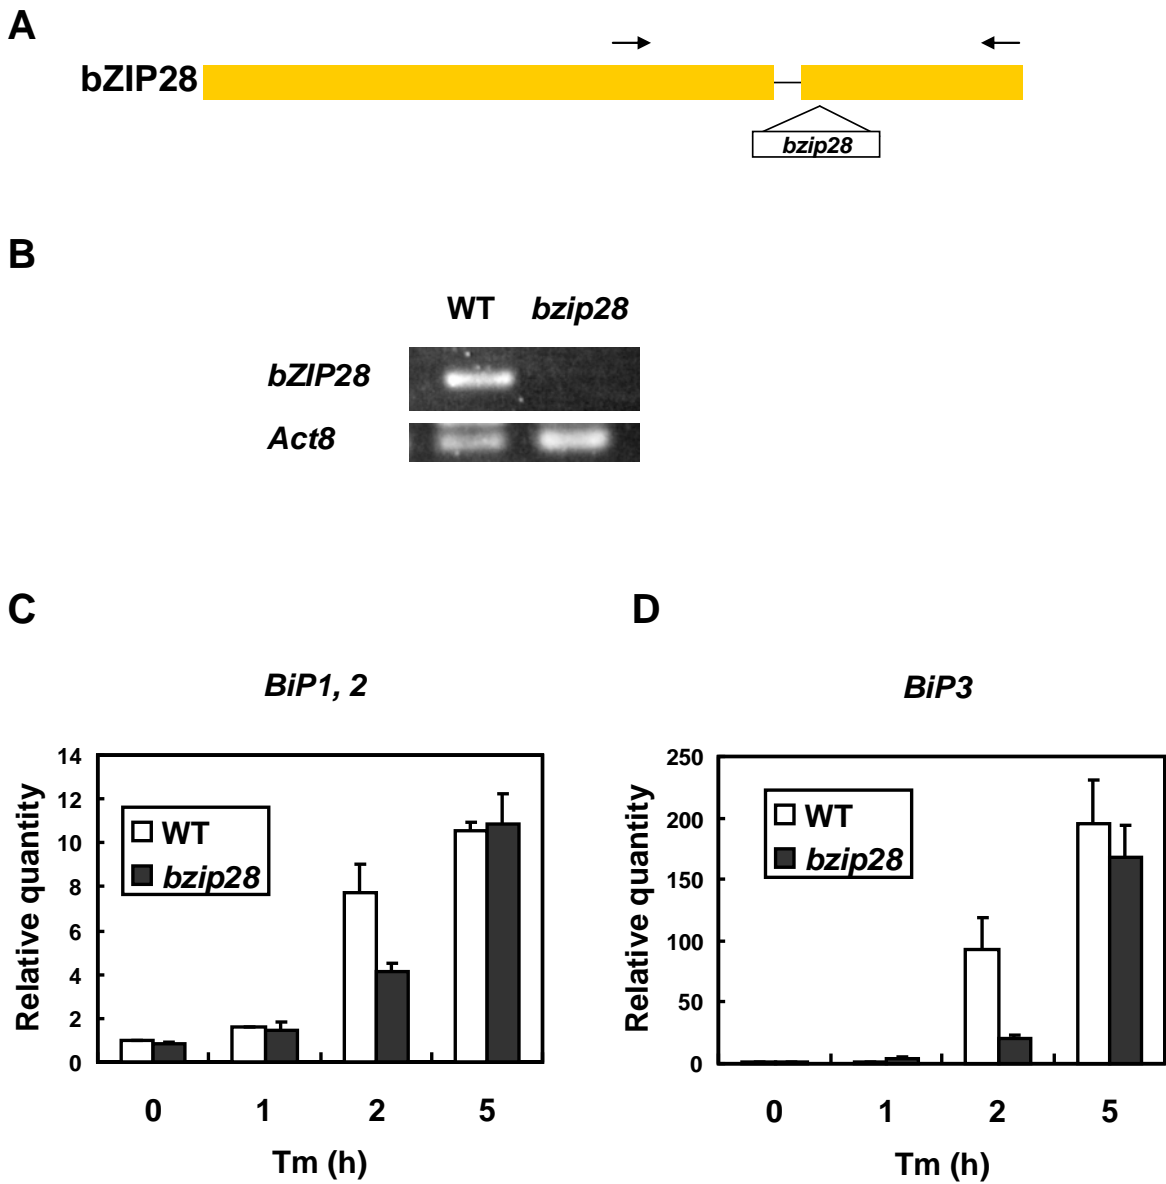 A
bZIP28
bzip28
B
WT bzip28
bZIP28
Act8
C
BiP1, 2
Relative quantity
14
12
10
8
6
4
2
0
WT
bzip28
0 1 2 5
Tm (h)
D
BiP3
Relative quantity
250
200
150
100
50
0
WT
bzip28
0 1 2 5
Tm (h)